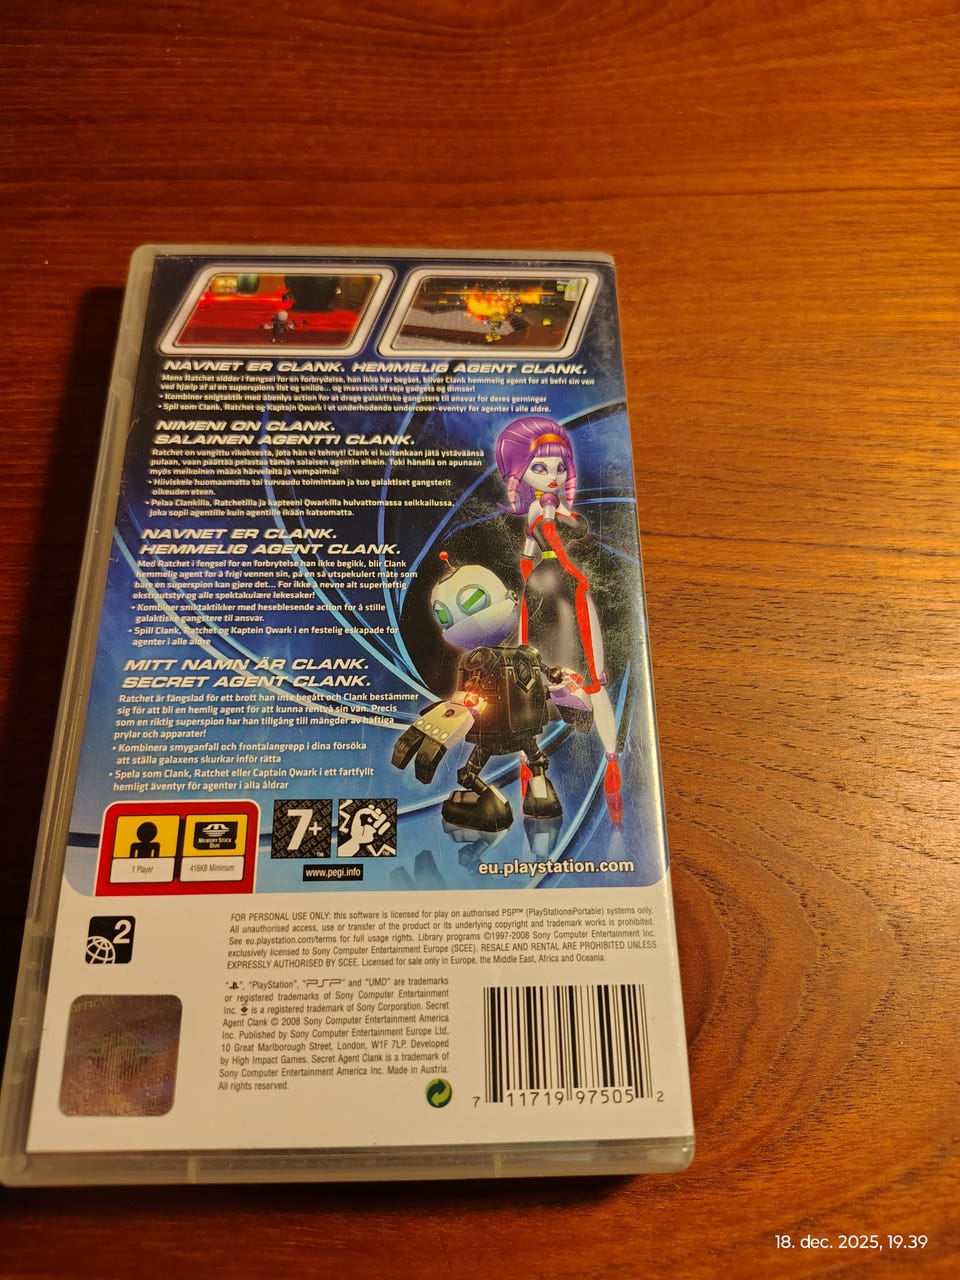 NAVNET ER CLANK. HEMMELIG AGENT CLANK.
Mens Ratchet sidder i fængsel for en forbrydelse, han ikke har begået, bliver Clank hemmelig agent for at befri sin ven
ved hjælp af al en superspions list og snilde... og massevis af seje gadgets og dimser!
• Kombiner snigtaktik med åbenlys action for at drage galaktiske gangstere til ansvar for deres gerninger
• Spil som Clank, Ratchet og Kaptajn Qwark i et underholdende undercover-eventyr for agenter i alle aldre.
NIMENI ON CLANK.
SALAINEN AGENTTI CLANK.
Ratchet on vangittu rikoksesta, jota hän ei tehnyt! Clank ei kuitenkaan jätä ystäväänsä
pulaan, vaan päättää pelastaa tämän salaisen agentin elkein. Toki hänellä on apunaan
myös melkoinen määrä härveleitä ja vempaimia!
• Hiiviskele huomaamatta tai turvaudu toimintaan ja tuo galaktiset gangsterit
oikeuden eteen.
• Pelaa Clankilla, Ratchetilla ja kapteeni Qwarkilla hulvattomassa seikkailussa,
joka sopii agentille kuin agentille ikään katsomatta.
NAVNET ER CLANK.
HEMMELIG AGENT CLANK.
Med Ratchet i fengsel for en forbrytelse han ikke begikk, blir Clank
hemmelig agent for å frigi vennen sin, på en så utspekulert måte som
bare en superspion kan gjøre det... For ikke å nevne alt superheftig
ekstrautstyr og alle spektakulære lekesaker!
• Kombiner sniktaktikker med heseblesende action for å stille
galaktiske gangstere til ansvar.
• Spill Clank, Ratchet og Kaptein Qwark i en festelig eskapade for
agenter i alle aldre
MITT NAMN ÄR CLANK.
SECRET AGENT CLANK.
Ratchet är fängslad för ett brott han inte begått och Clank bestämmer
sig för att bli en hemlig agent för att kunna rentvå sin vän. Precis
som en riktig superspion har han tillgång till mängder av häftiga
prylar och apparater!
• Kombinera smyganfall och frontalangrepp i dina försöka
att ställa galaxens skurkar inför rätta
• Spela som Clank, Ratchet eller Captain Qwark i ett fartfyllt
hemligt äventyr för agenter i alla åldrar
1 Player
MEMORY STICK
DUO
416KB Minimum
7+
www.pegi.info
eu.playstation.com
2
FOR PERSONAL USE ONLY: this software is licensed for play on authorised PSP™ (PlayStation®Portable) systems only.
All unauthorised access, use or transfer of the product or its underlying copyright and trademark works is prohibited.
See eu.playstation.com/terms for full usage rights. Library programs ©1997-2008 Sony Computer Entertainment Inc.
exclusively licensed to Sony Computer Entertainment Europe (SCEE). RESALE AND RENTAL ARE PROHIBITED UNLESS
EXPRESSLY AUTHORISED BY SCEE. Licensed for sale only in Europe, the Middle East, Africa and Oceania.
" ", "PlayStation", "PSP" and "UMD" are trademarks
or registered trademarks of Sony Computer Entertainment
Inc. is a registered trademark of Sony Corporation. Secret
Agent Clank © 2008 Sony Computer Entertainment America
Inc. Published by Sony Computer Entertainment Europe Ltd,
10 Great Marlborough Street, London, W1F 7LP. Developed
by High Impact Games. Secret Agent Clank is a trademark of
Sony Computer Entertainment America Inc. Made in Austria.
All rights reserved.
7 11719 97505 2
18. dec. 2025, 19.39